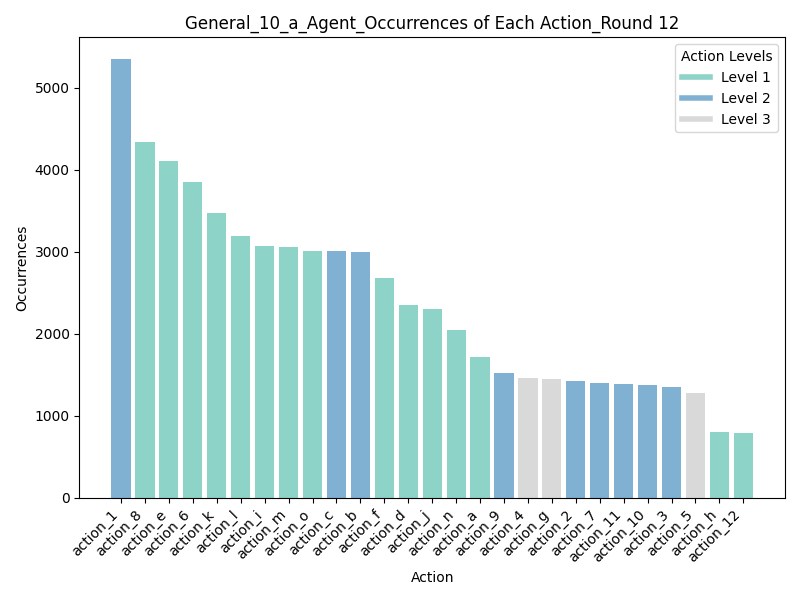 General_10_a_Agent_Occurrences of Each Action_Round 12
Action Levels
Level 1
Level 2
Level 3
Occurrences
5000
4000
3000
2000
1000
0
action_1
action_8
action_e
action_6
action_k
action_l
action_i
action_m
action_o
action_c
action_b
action_f
action_d
action_j
action_n
action_a
action_9
action_4
action_g
action_2
action_7
action_11
action_10
action_3
action_5
action_h
action_12
Action